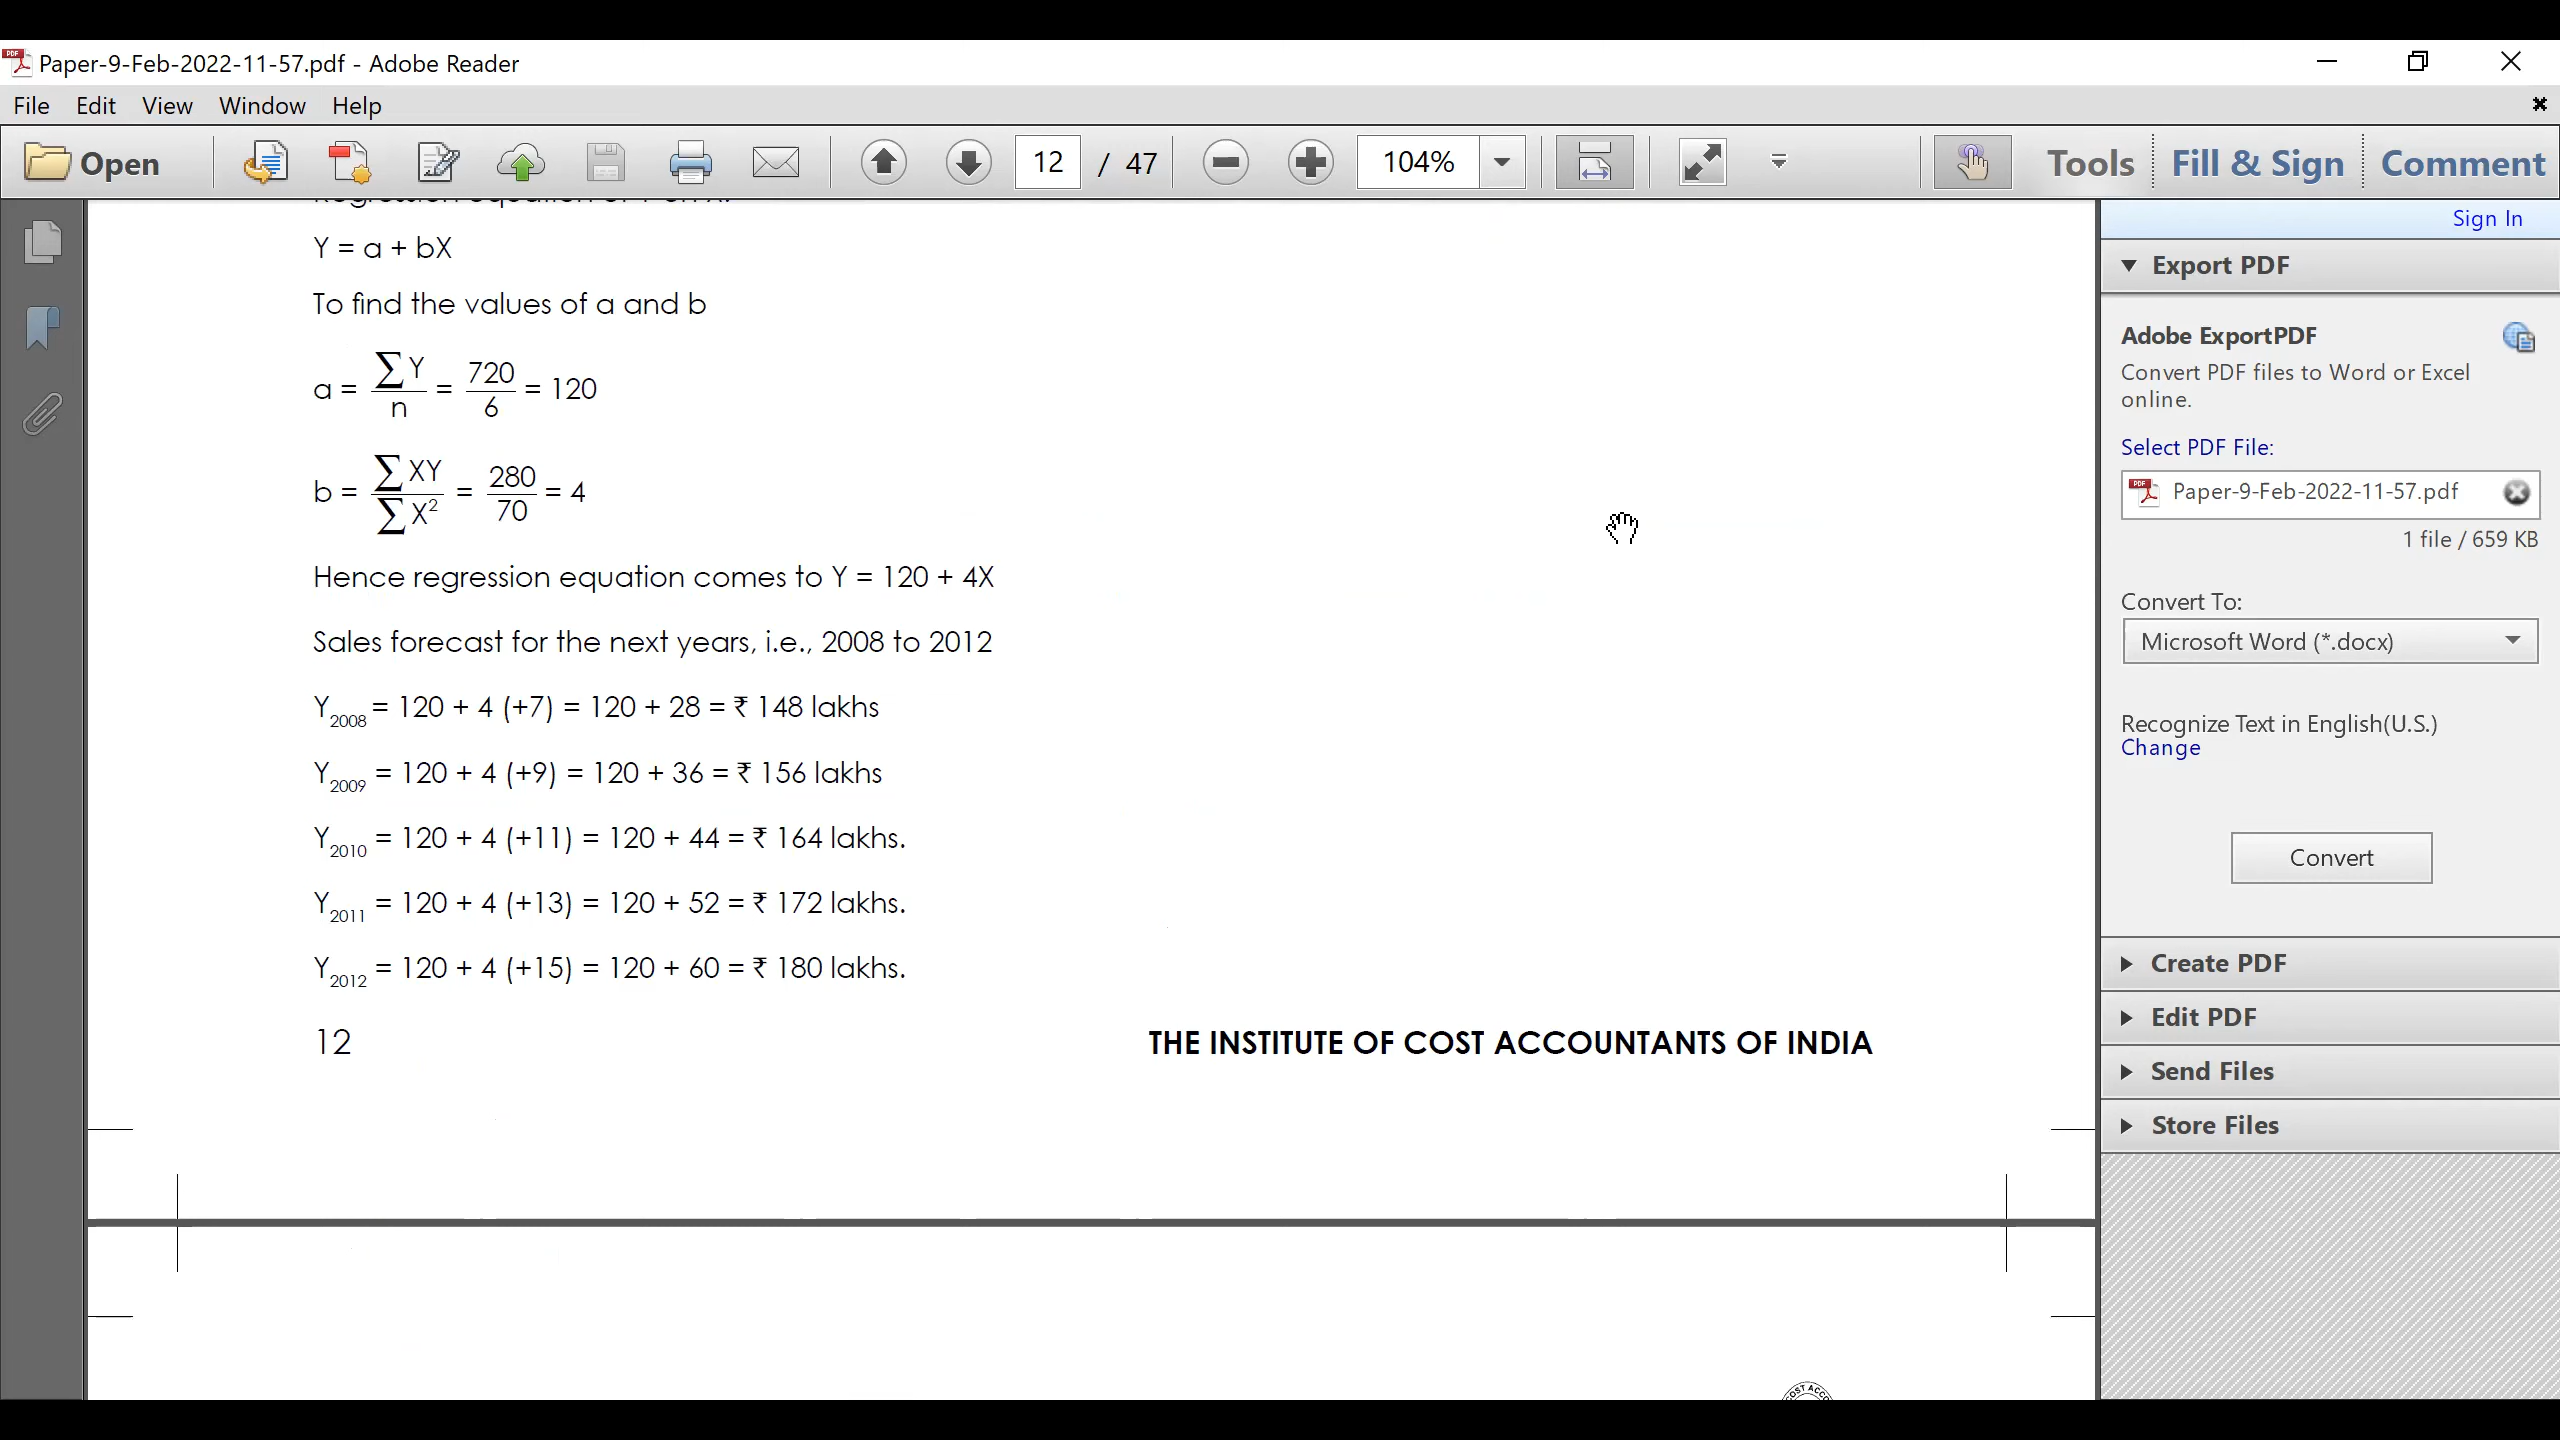 Paper-9-Feb-2022-11-57.pdf - Adobe Reader
File Edit View Window Help
Open 12 / 47 104% Tools Fill & Sign Comment
Sign In
Regression equation of Y on X:
Y = a + bX
To find the values of a and b
a = ∑Y / n = 720 / 6 = 120
b = ∑XY / ∑X² = 280 / 70 = 4
Hence regression equation comes to Y = 120 + 4X
Sales forecast for the next years, i.e., 2008 to 2012
Y2008 = 120 + 4 (+7) = 120 + 28 = ₹ 148 lakhs
Y2009 = 120 + 4 (+9) = 120 + 36 = ₹ 156 lakhs
Y2010 = 120 + 4 (+11) = 120 + 44 = ₹ 164 lakhs.
Y2011 = 120 + 4 (+13) = 120 + 52 = ₹ 172 lakhs.
Y2012 = 120 + 4 (+15) = 120 + 60 = ₹ 180 lakhs.
12 THE INSTITUTE OF COST ACCOUNTANTS OF INDIA
Export PDF
Adobe ExportPDF
Convert PDF files to Word or Excel
online.
Select PDF File:
Paper-9-Feb-2022-11-57.pdf
1 file / 659 KB
Convert To:
Microsoft Word (*.docx)
Recognize Text in English(U.S.)
Change
Convert
Create PDF
Edit PDF
Send Files
Store Files